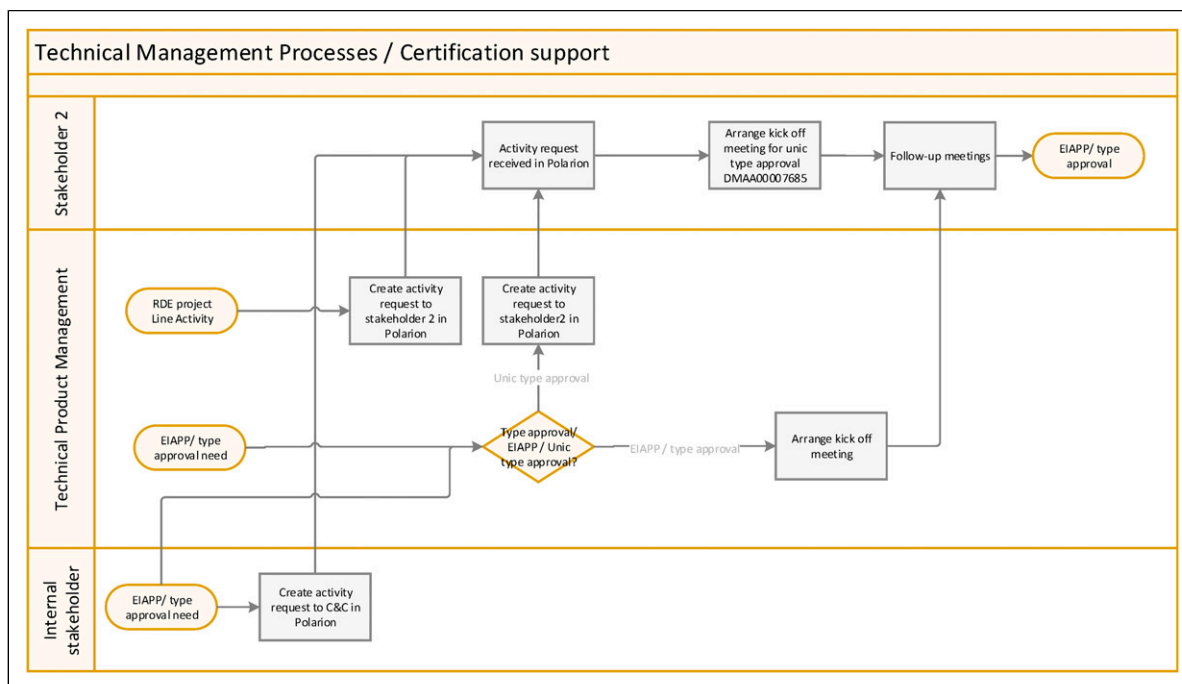 Technical Management Processes / Certification support
Stakeholder 2
Activity request
received in Polarion
Arrange kick off
meeting for unic
type approval
DMAA00007685
Follow-up meetings
EIAPP/ type
approval
Technical Product Management
RDE project
Line Activity
Create activity
request to
stakeholder 2 in
Polarion
Create activity
request to
stakeholder2 in
Polarion
Unic type approval
EIAPP/ type
approval need
Type approval/
EIAPP / Unic
type approval?
EIAPP/ type approval
Arrange kick off
meeting
Internal
stakeholder
EIAPP/ type
approval need
Create activity
request to C&C in
Polarion